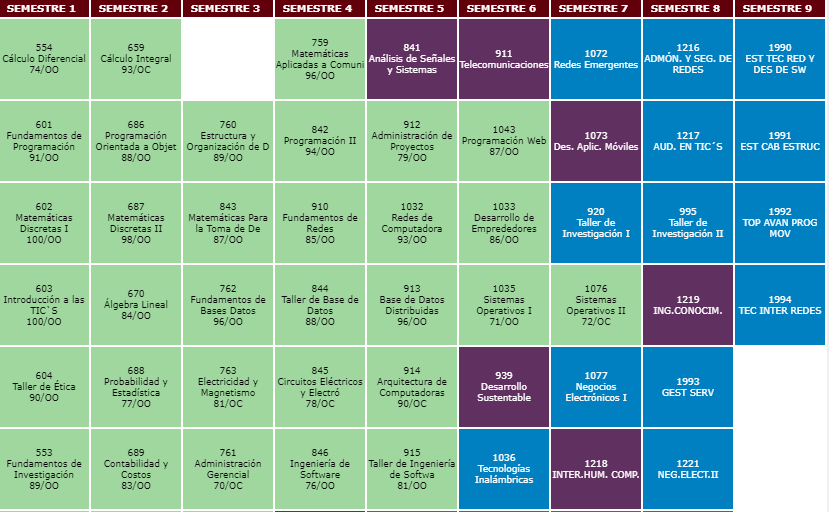 SEMESTRE 1 SEMESTRE 2 SEMESTRE 3 SEMESTRE 4 SEMESTRE 5 SEMESTRE 6 SEMESTRE 7 SEMESTRE 8 SEMESTRE 9
554
Cálculo Diferencial
74/OO
659
Cálculo Integral
93/OC
759
Matemáticas
Aplicadas a Comuni
96/OO
841
Análisis de Señales
y Sistemas
911
Telecomunicaciones
1072
Redes Emergentes
1216
ADMÓN. Y SEG. DE
REDES
1990
EST TEC RED Y
DES DE SW
601
Fundamentos de
Programación
91/OO
686
Programación
Orientada a Objet
88/OO
760
Estructura y
Organización de D
89/OO
842
Programación II
94/OO
912
Administración de
Proyectos
79/OO
1043
Programación Web
87/OO
1073
Des. Aplic. Móviles
1217
AUD. EN TIC´S
1991
EST CAB ESTRUC
602
Matemáticas
Discretas I
100/OO
687
Matemáticas
Discretas II
98/OO
843
Matemáticas Para
la Toma de De
87/OO
910
Fundamentos de
Redes
85/OO
1032
Redes de
Computadora
93/OO
1033
Desarrollo de
Emprededores
86/OO
920
Taller de
Investigación I
995
Taller de
Investigación II
1992
TOP AVAN PROG
MOV
603
Introducción a las
TIC`S
100/OO
670
Álgebra Lineal
84/OO
762
Fundamentos de
Bases Datos
96/OO
844
Taller de Base de
Datos
88/OO
913
Base de Datos
Distribuidas
96/OO
1035
Sistemas
Operativos I
71/OO
1076
Sistemas
Operativos II
72/OC
1219
ING.CONOCIM.
1994
TEC INTER REDES
604
Taller de Ética
90/OO
688
Probabilidad y
Estadística
77/OO
763
Electricidad y
Magnetismo
81/OC
845
Circuitos Eléctricos
y Electró
78/OC
914
Arquitectura de
Computadoras
90/OC
939
Desarrollo
Sustentable
1077
Negocios
Electrónicos I
1993
GEST SERV
553
Fundamentos de
Investigación
89/OO
689
Contabilidad y
Costos
83/OO
761
Administración
Gerencial
70/OC
846
Ingeniería de
Software
76/OO
915
Taller de Ingeniería
de Softwa
81/OO
1036
Tecnologías
Inalámbricas
1218
INTER.HUM. COMP.
1221
NEG.ELECT.II